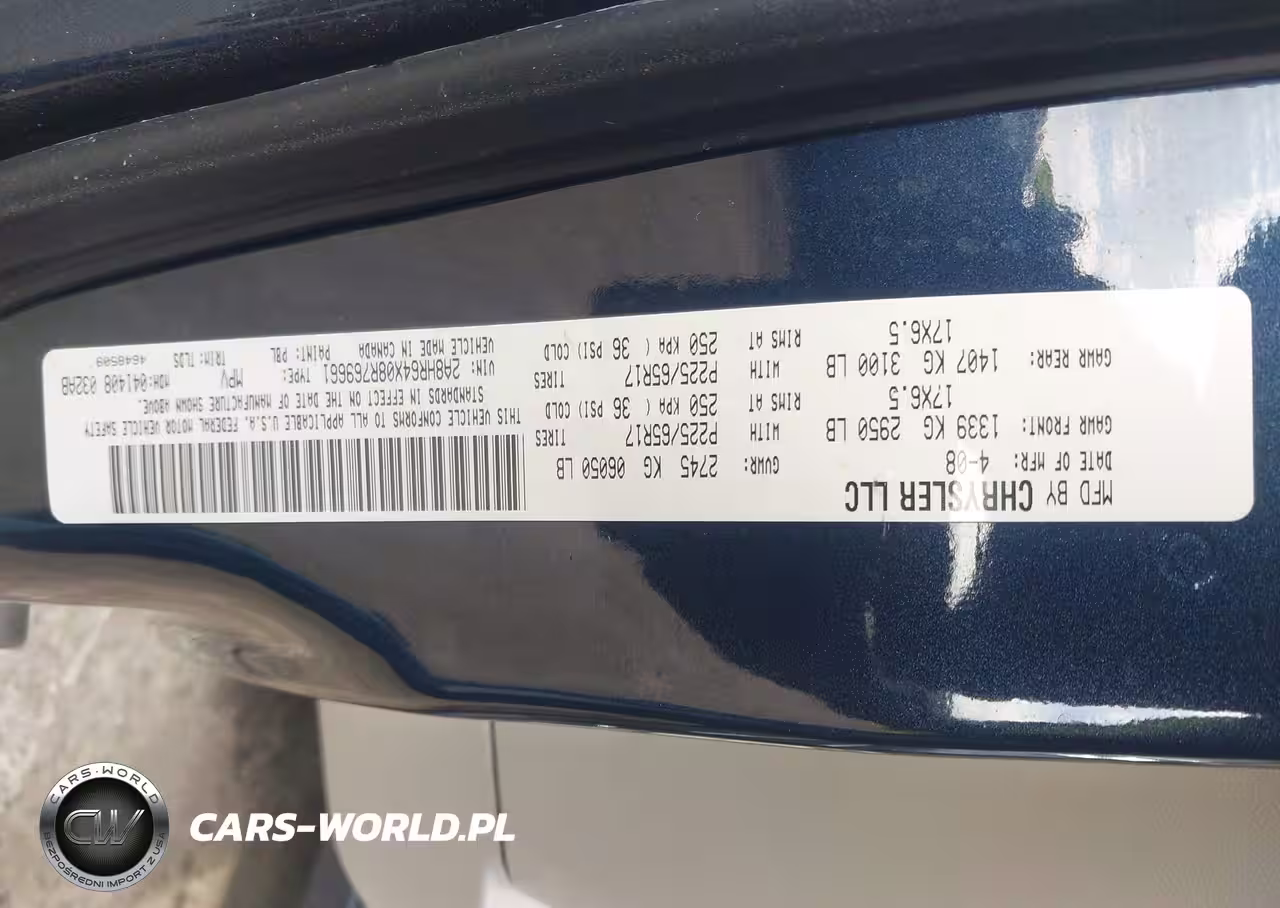 MFD BY CHRYSLER LLC
DATE OF MFR: 4-08 GVWR: 2745 KG 06050 LB
GAWR FRONT: 1339 KG 2950 LB WITH TIRES P225/65R17
17X6.5 RIMS AT 250 KPA ( 36 PSI) COLD
GAWR REAR: 1407 KG 3100 LB WITH TIRES P225/65R17
17X6.5 RIMS AT 250 KPA ( 36 PSI) COLD
THIS VEHICLE CONFORMS TO ALL APPLICABLE U.S.A. FEDERAL MOTOR VEHICLE SAFETY
STANDARDS IN EFFECT ON THE DATE OF MANUFACTURE SHOWN ABOVE.
VIN: 2A8HR64X08R769661 TYPE: MPV MDH:041408 032AB
VEHICLE MADE IN CANADA PAINT: PBL TRIM: TLDS
CARS-WORLD
CW
BEZPOŚREDNI IMPORT Z USA
CARS-WORLD.PL